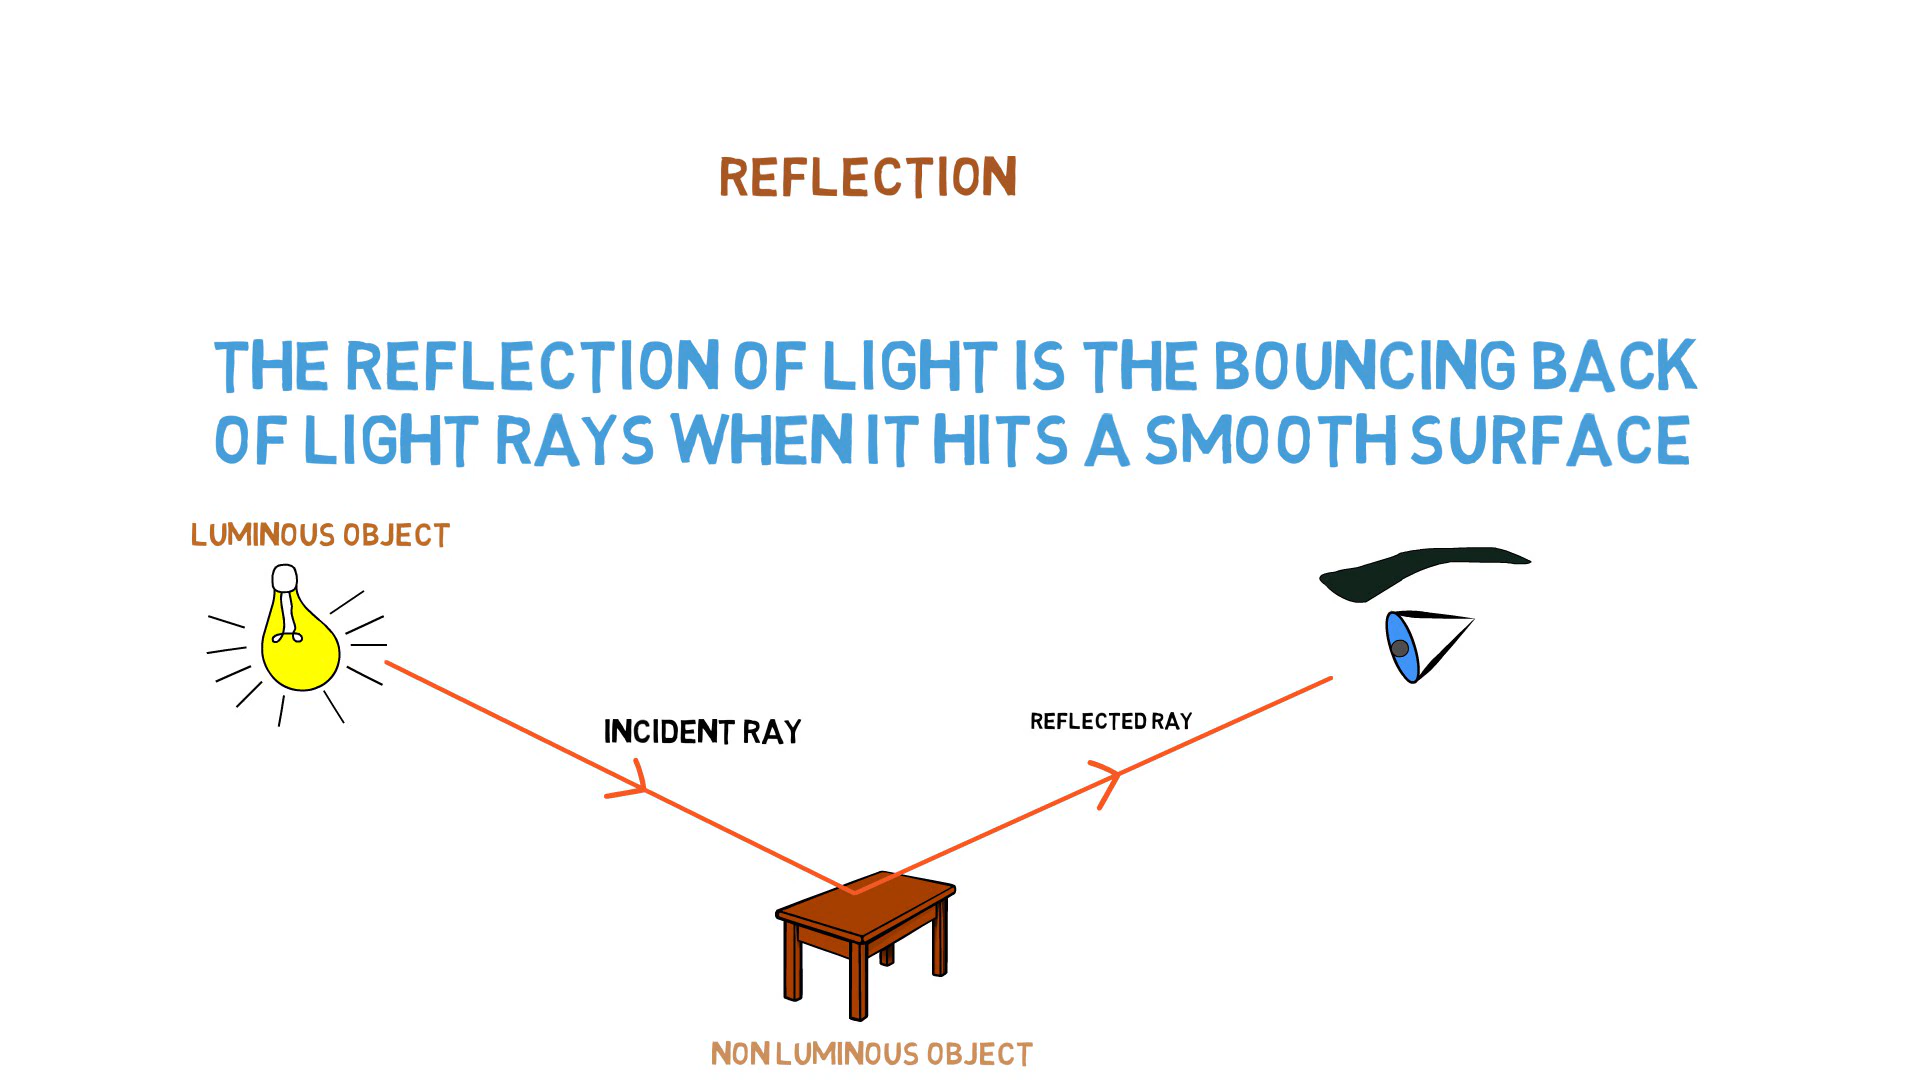 REFLECTION
THE REFLECTION OF LIGHT IS THE BOUNCING BACK
OF LIGHT RAYS WHEN IT HITS A SMOOTH SURFACE
LUMINOUS OBJECT
INCIDENT RAY
REFLECTED RAY
NON LUMINOUS OBJECT